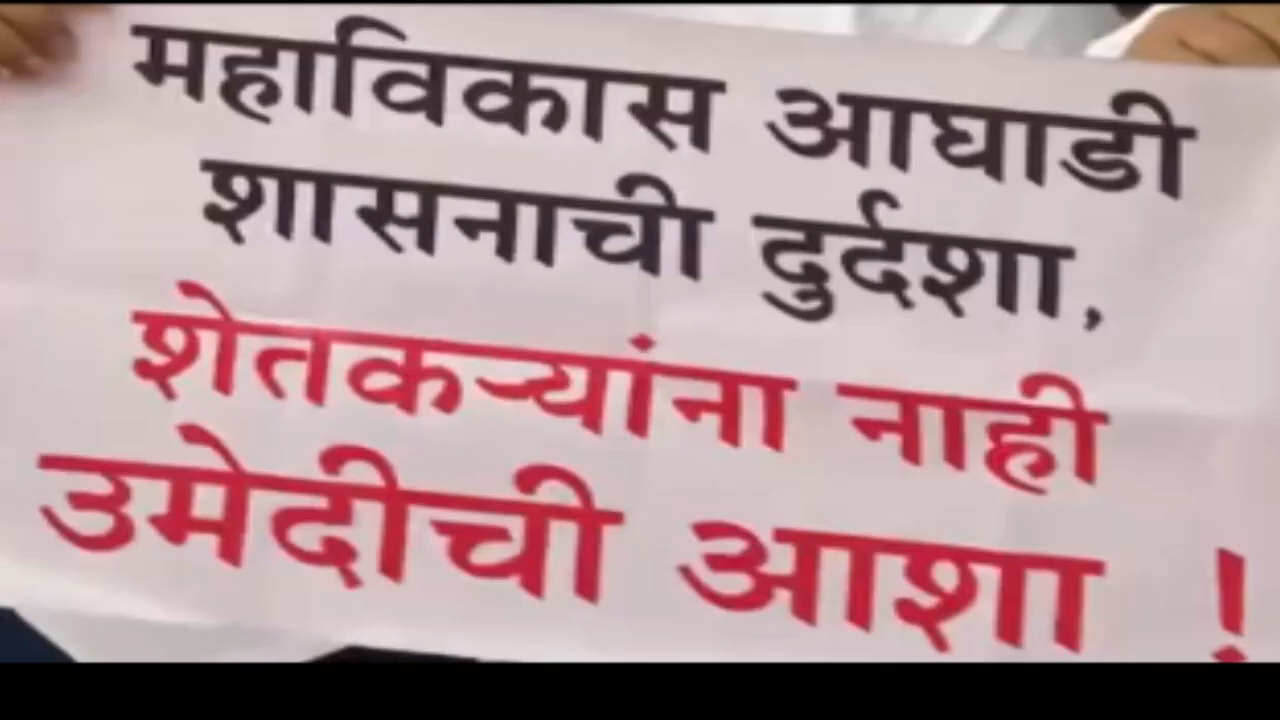 महाविकास आघाडी
शासनाची दुर्दशा,
शेतकऱ्यांना नाही
उमेदीची आशा !